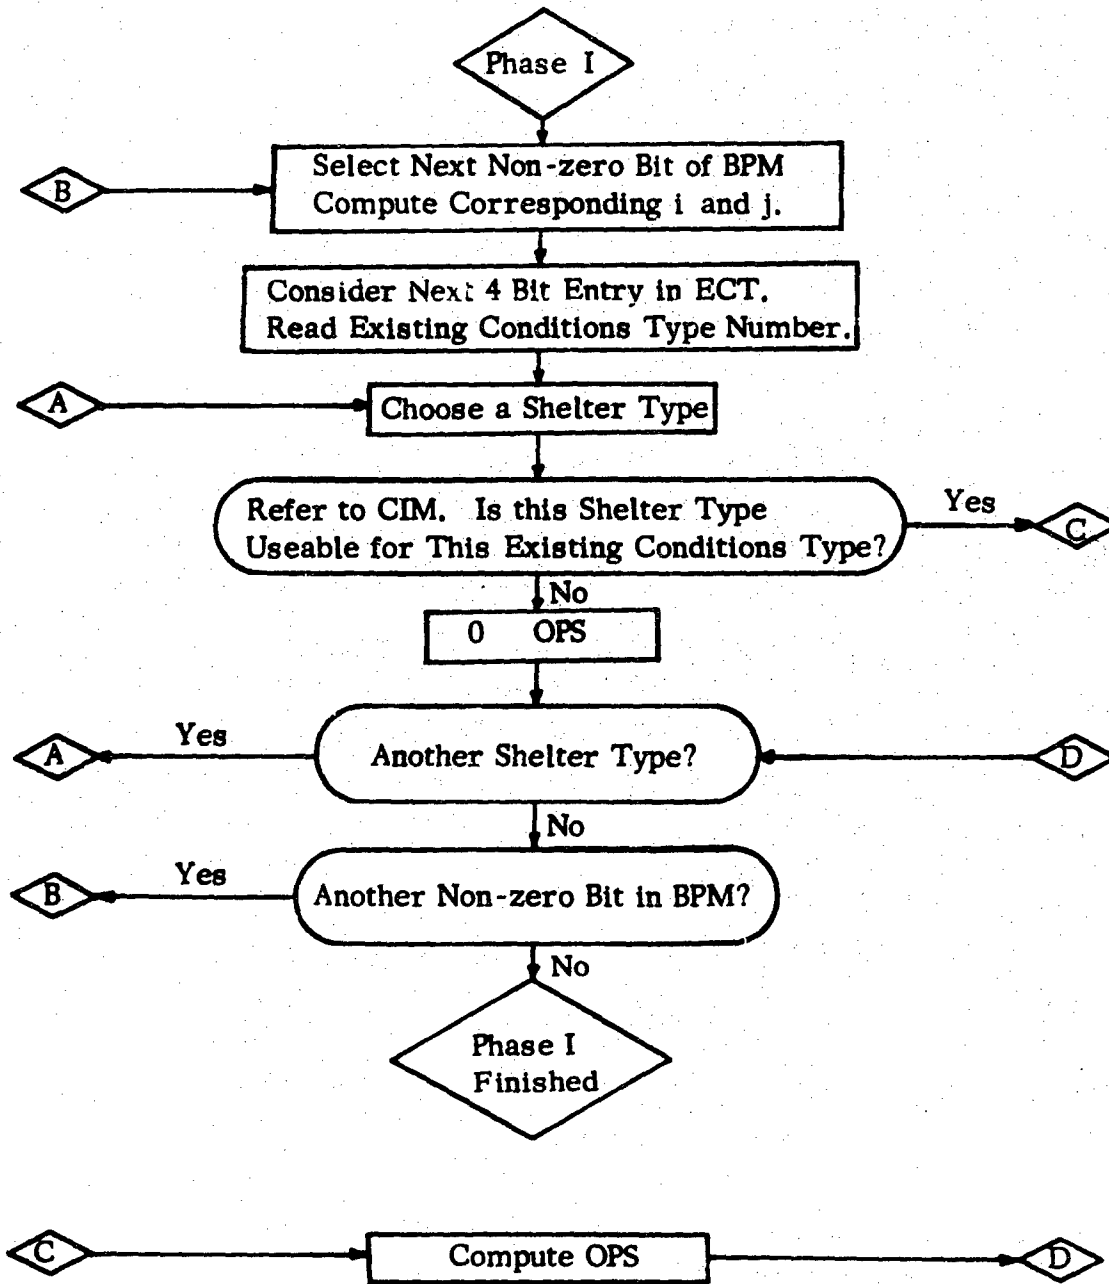 Phase I
B
Select Next Non-zero Bit of BPM
Compute Corresponding i and j.
Consider Next 4 Bit Entry in ECT.
Read Existing Conditions Type Number.
A
Choose a Shelter Type
Refer to CIM. Is this Shelter Type
Useable for This Existing Conditions Type?
Yes
C
No
0 OPS
A
Yes
Another Shelter Type?
D
No
B
Yes
Another Non-zero Bit in BPM?
No
Phase I
Finished
C
Compute OPS
D